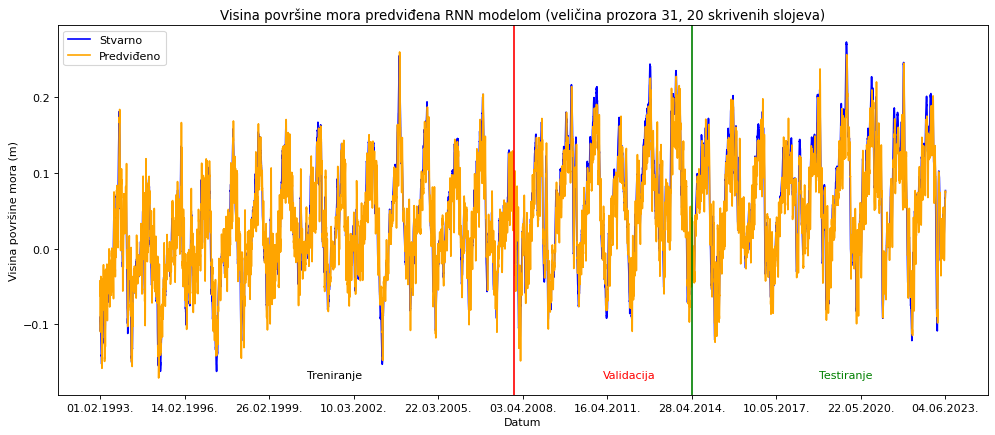 Visina površine mora predviđena RNN modelom (veličina prozora 31, 20 skrivenih slojeva)
Stvarno
Predviđeno
Visina površine mora (m)
0.2
0.1
0.0
−0.1
Treniranje
Validacija
Testiranje
01.02.1993.
14.02.1996.
26.02.1999.
10.03.2002.
22.03.2005.
03.04.2008.
16.04.2011.
28.04.2014.
10.05.2017.
22.05.2020.
04.06.2023.
Datum